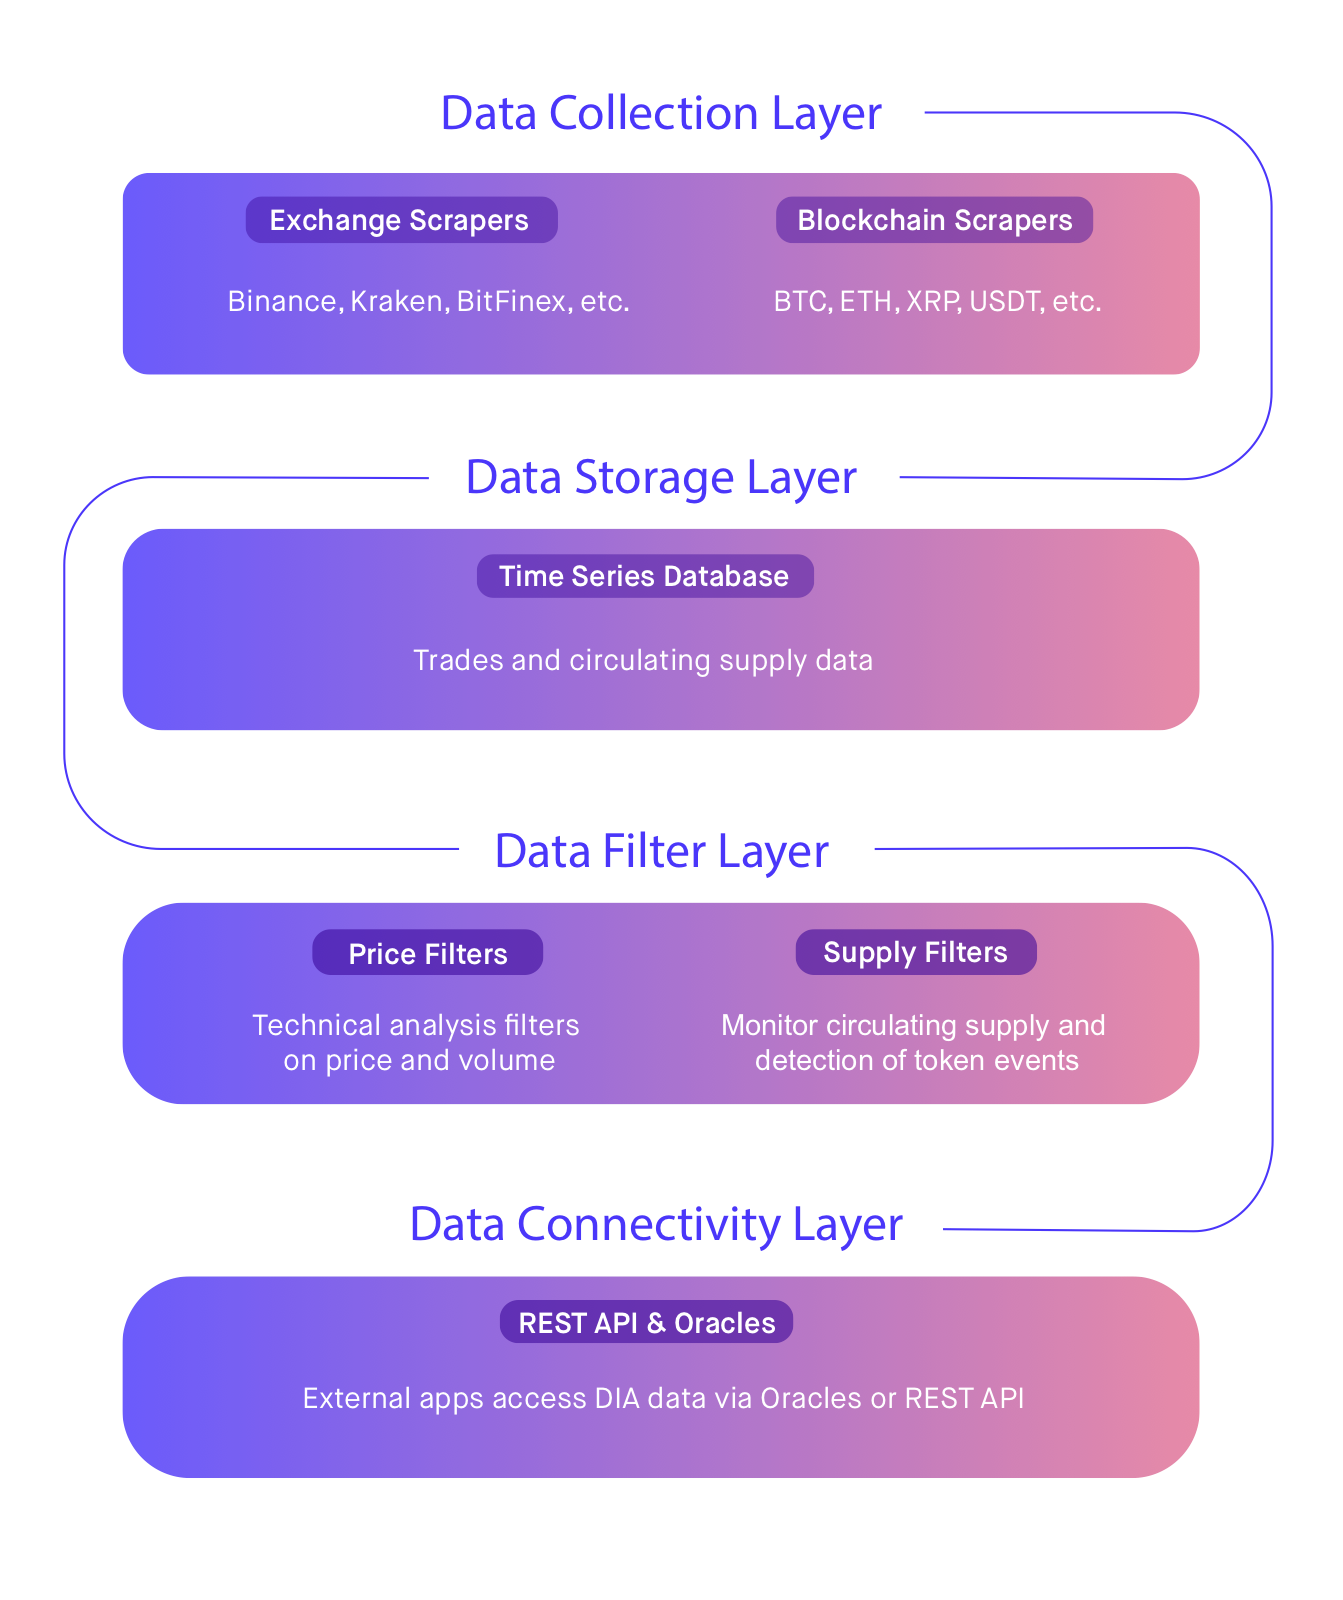 Data Collection Layer
Exchange Scrapers
Binance, Kraken, BitFinex, etc.
Blockchain Scrapers
BTC, ETH, XRP, USDT, etc.
Data Storage Layer
Time Series Database
Trades and circulating supply data
Data Filter Layer
Price Filters
Technical analysis filters
on price and volume
Supply Filters
Monitor circulating supply and
detection of token events
Data Connectivity Layer
REST API & Oracles
External apps access DIA data via Oracles or REST API